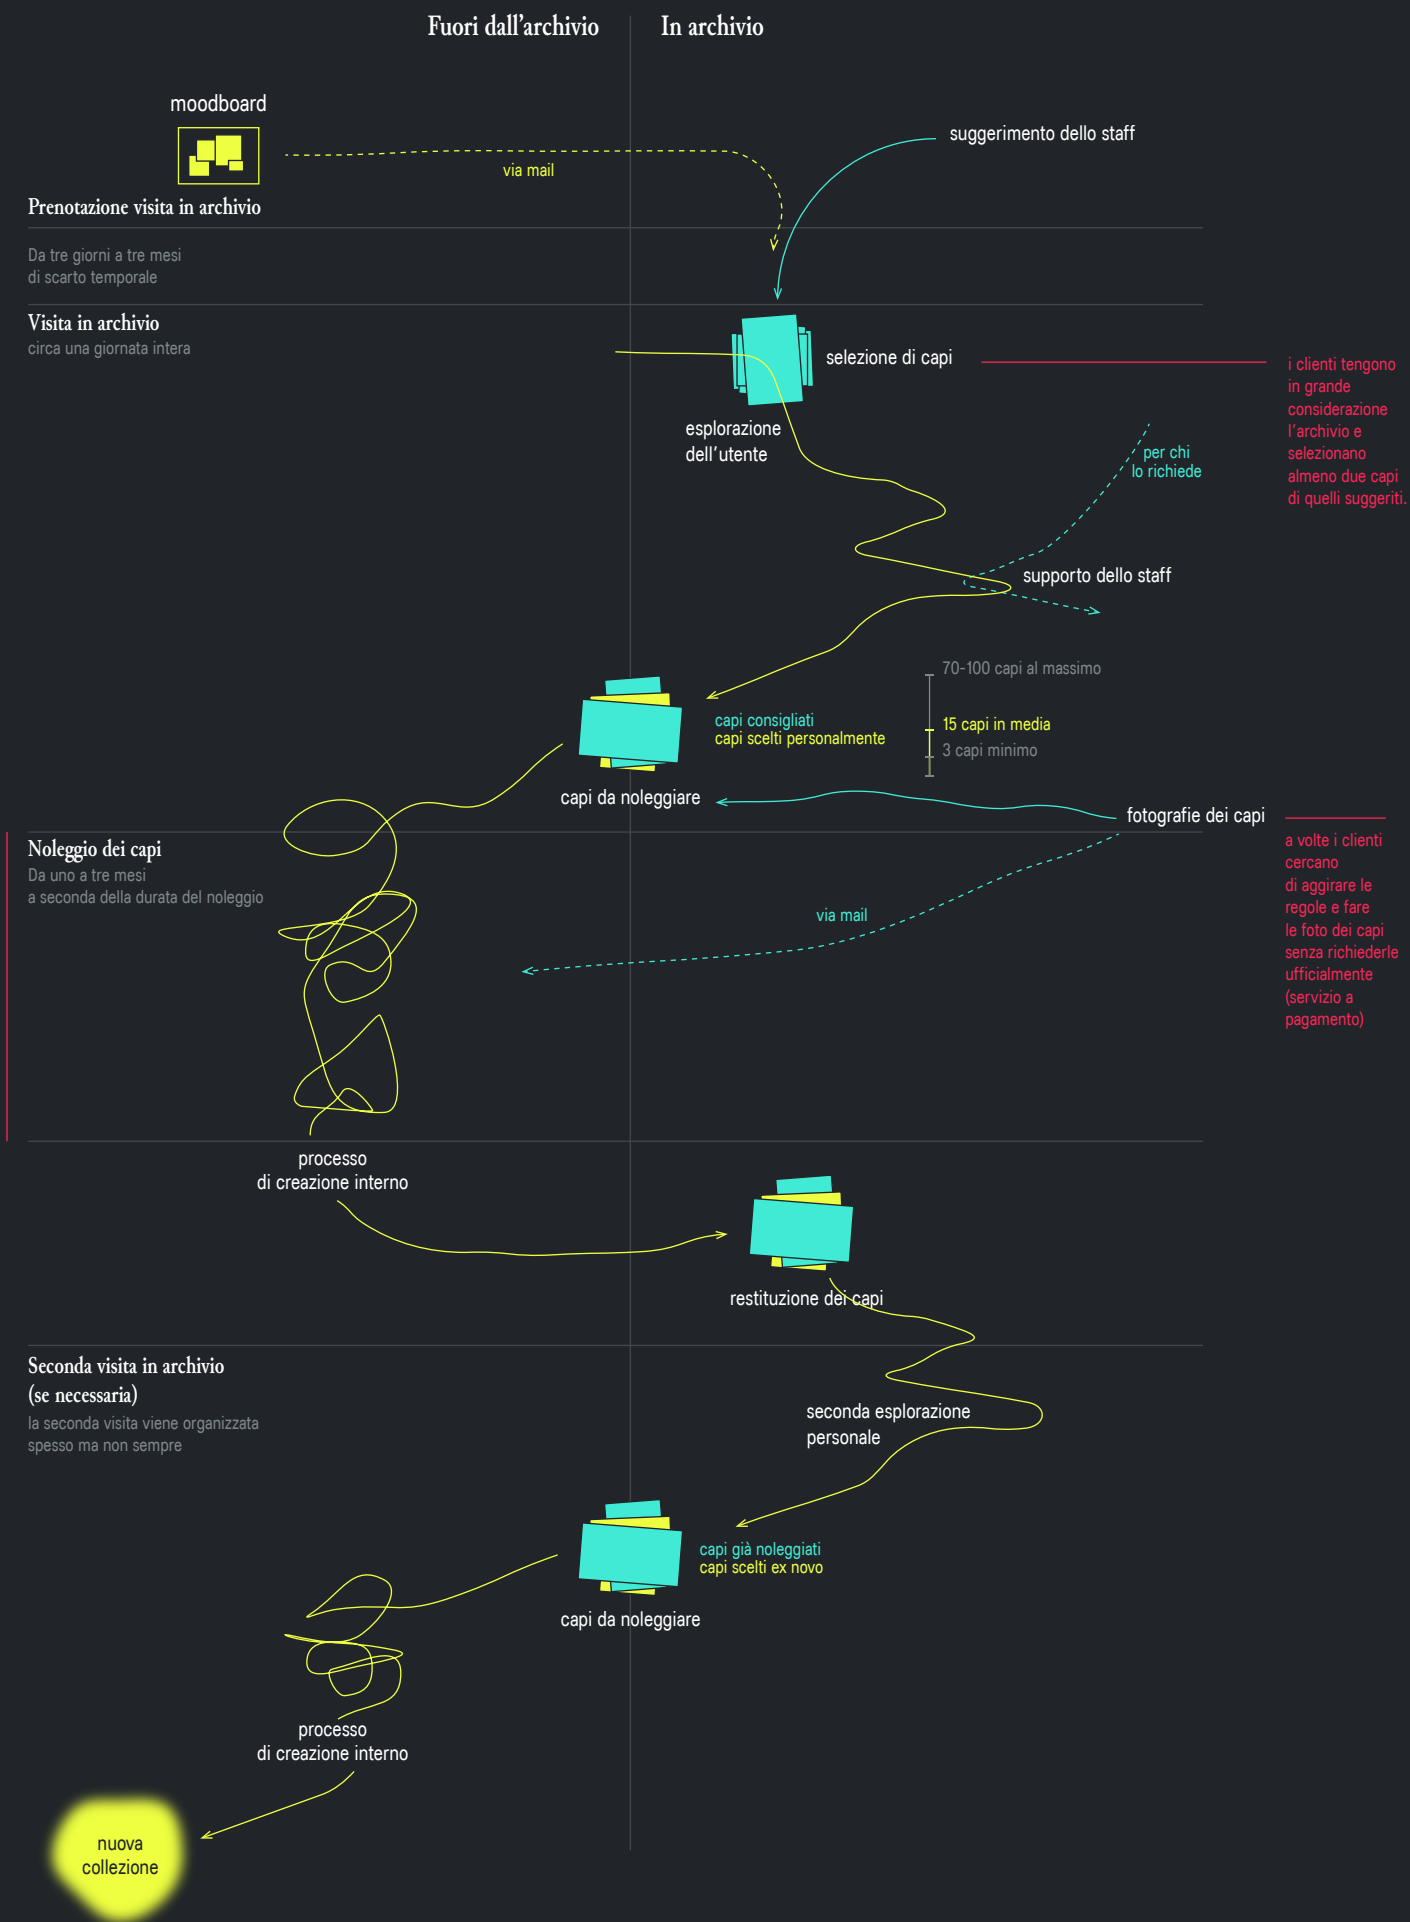 Fuori dall'archivio
In archivio
moodboard
suggerimento dello staff
via mail
Prenotazione visita in archivio
Da tre giorni a tre mesi
di scarto temporale
Visita in archivio
circa una giornata intera
selezione di capi
i clienti tengono
in grande
considerazione
l'archivio e
selezionano
almeno due capi
di quelli suggeriti.
esplorazione
dell'utente
per chi
lo richiede
supporto dello staff
70-100 capi al massimo
15 capi in media
3 capi minimo
capi consigliati
capi scelti personalmente
capi da noleggiare
fotografie dei capi
a volte i clienti
cercano
di aggirare le
regole e fare
le foto dei capi
senza richiederle
ufficialmente
(servizio a
pagamento)
Noleggio dei capi
Da uno a tre mesi
a seconda della durata del noleggio
via mail
processo
di creazione interno
restituzione dei capi
Seconda visita in archivio
(se necessaria)
la seconda visita viene organizzata
spesso ma non sempre
seconda esplorazione
personale
capi già noleggiati
capi scelti ex novo
capi da noleggiare
processo
di creazione interno
nuova
collezione